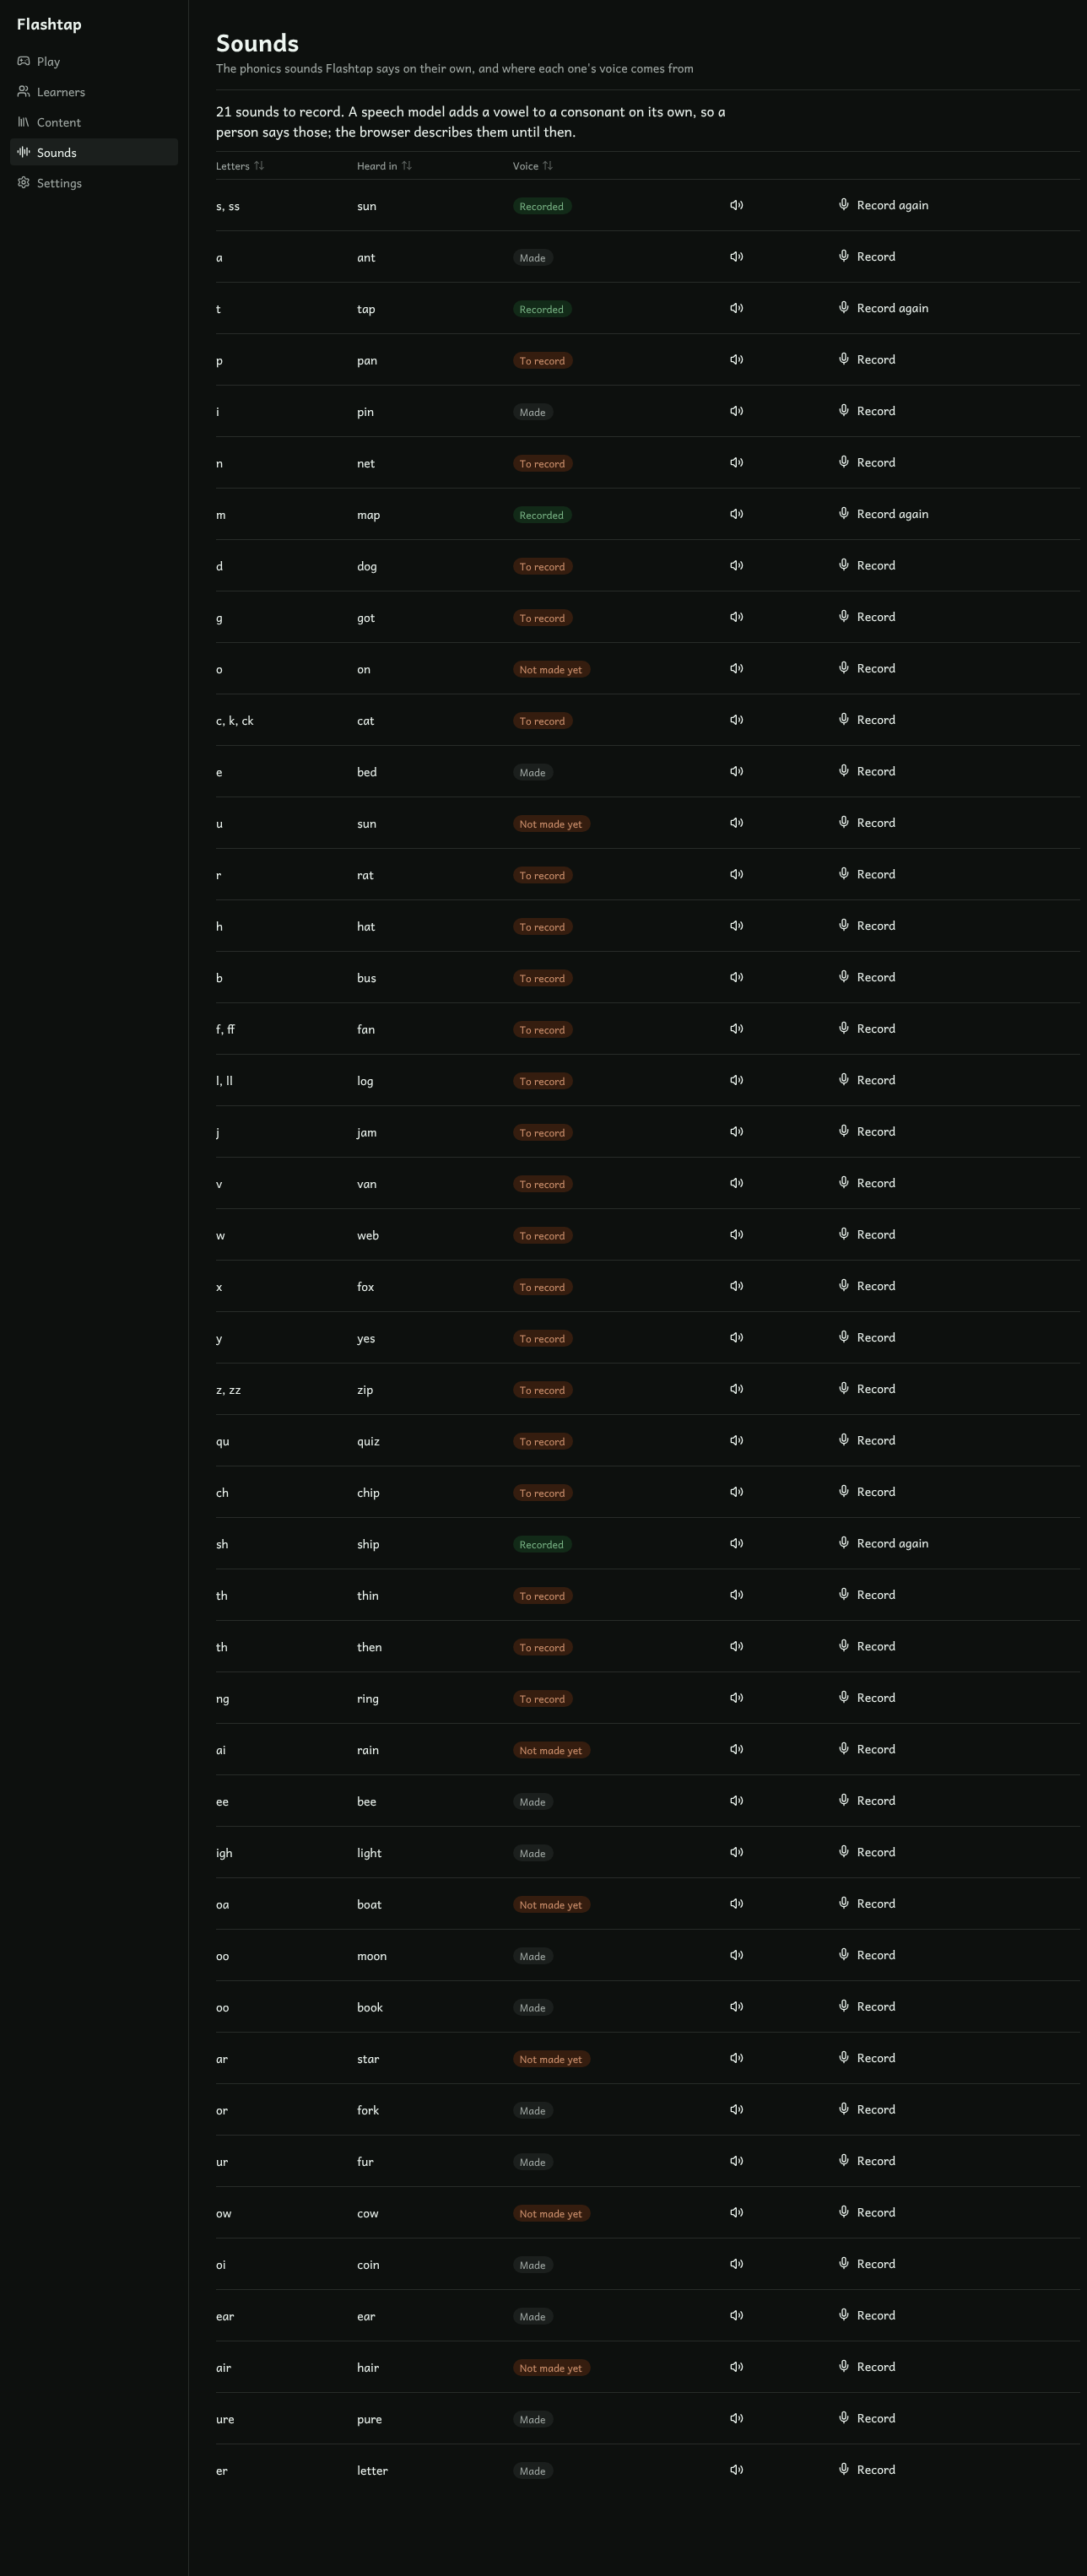 Flashtap
Play
Learners
Content
Sounds
Settings
Sounds
The phonics sounds Flashtap says on their own, and where each one's voice comes from
21 sounds to record. A speech model adds a vowel to a consonant on its own, so a
person says those; the browser describes them until then.
Letters Heard in Voice
s, ss sun Recorded Record again
a ant Made Record
t tap Recorded Record again
p pan To record Record
i pin Made Record
n net To record Record
m map Recorded Record again
d dog To record Record
g got To record Record
o on Not made yet Record
c, k, ck cat To record Record
e bed Made Record
u sun Not made yet Record
r rat To record Record
h hat To record Record
b bus To record Record
f, ff fan To record Record
l, ll log To record Record
j jam To record Record
v van To record Record
w web To record Record
x fox To record Record
y yes To record Record
z, zz zip To record Record
qu quiz To record Record
ch chip To record Record
sh ship Recorded Record again
th thin To record Record
th then To record Record
ng ring To record Record
ai rain Not made yet Record
ee bee Made Record
igh light Made Record
oa boat Not made yet Record
oo moon Made Record
oo book Made Record
ar star Not made yet Record
or fork Made Record
ur fur Made Record
ow cow Not made yet Record
oi coin Made Record
ear ear Made Record
air hair Not made yet Record
ure pure Made Record
er letter Made Record